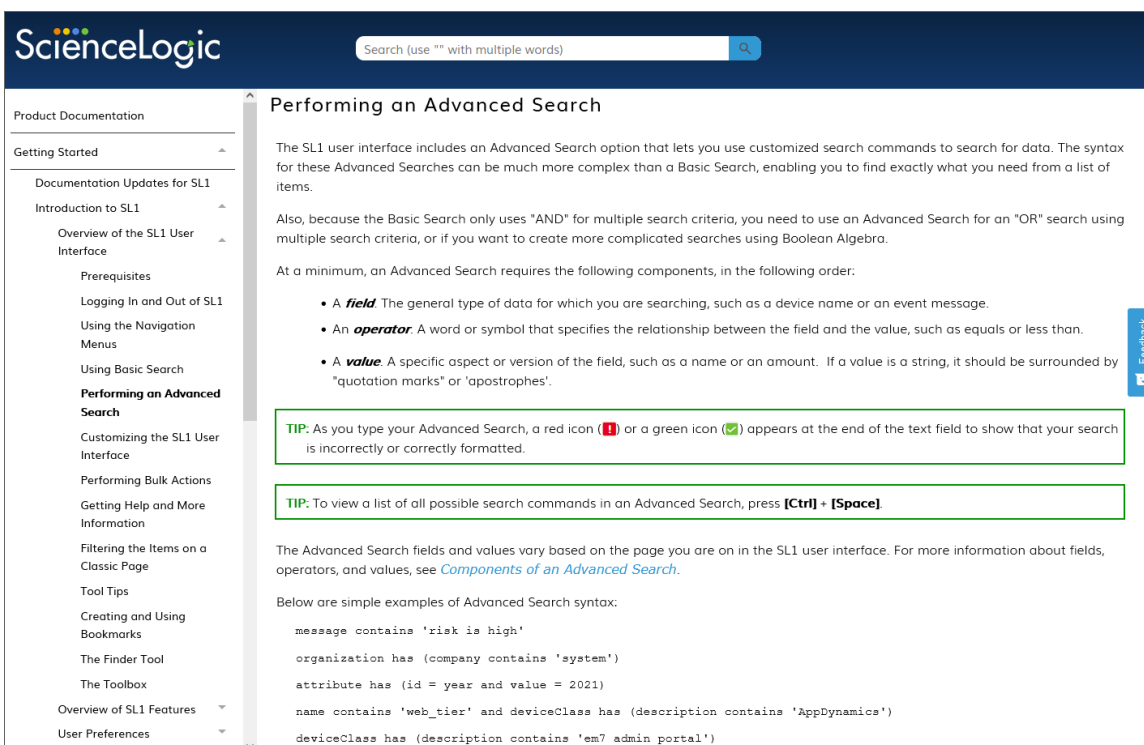 ScienceLogic
Search (use "" with multiple words)
Product Documentation
Getting Started
Documentation Updates for SL1
Introduction to SL1
Overview of the SL1 User
Interface
Prerequisites
Logging In and Out of SL1
Using the Navigation
Menus
Using Basic Search
Performing an Advanced
Search
Customizing the SL1 User
Interface
Performing Bulk Actions
Getting Help and More
Information
Filtering the Items on a
Classic Page
Tool Tips
Creating and Using
Bookmarks
The Finder Tool
The Toolbox
Overview of SL1 Features
User Preferences
Performing an Advanced Search
The SL1 user interface includes an Advanced Search option that lets you use customized search commands to search for data. The syntax
for these Advanced Searches can be much more complex than a Basic Search, enabling you to find exactly what you need from a list of
items.
Also, because the Basic Search only uses "AND" for multiple search criteria, you need to use an Advanced Search for an "OR" search using
multiple search criteria, or if you want to create more complicated searches using Boolean Algebra.
At a minimum, an Advanced Search requires the following components, in the following order:
• A field. The general type of data for which you are searching, such as a device name or an event message.
• An operator. A word or symbol that specifies the relationship between the field and the value, such as equals or less than.
• A value. A specific aspect or version of the field, such as a name or an amount. If a value is a string, it should be surrounded by
"quotation marks" or 'apostrophes'.
TIP: As you type your Advanced Search, a red icon (!) or a green icon (✓) appears at the end of the text field to show that your search
is incorrectly or correctly formatted.
TIP: To view a list of all possible search commands in an Advanced Search, press [Ctrl] + [Space].
The Advanced Search fields and values vary based on the page you are on in the SL1 user interface. For more information about fields,
operators, and values, see Components of an Advanced Search.
Below are simple examples of Advanced Search syntax:
message contains 'risk is high'
organization has (company contains 'system')
attribute has (id = year and value = 2021)
name contains 'web_tier' and deviceClass has (description contains 'AppDynamics')
deviceClass has (description contains 'em7 admin portal')
Feedback